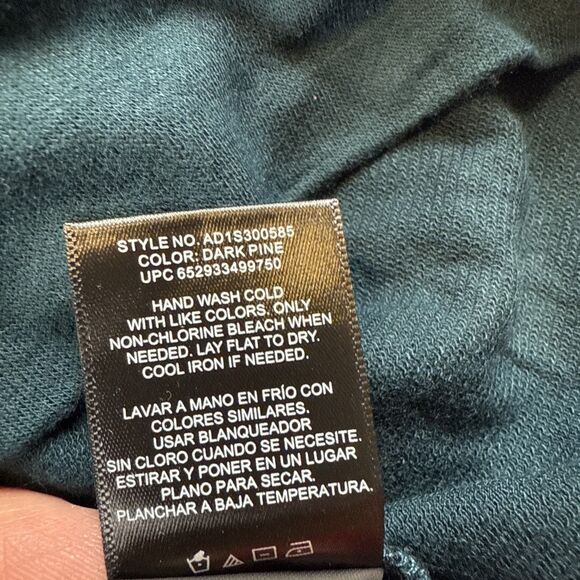 STYLE NO. AD1S300585
COLOR: DARK PINE
UPC 652933499750
HAND WASH COLD
WITH LIKE COLORS. ONLY
NON-CHLORINE BLEACH WHEN
NEEDED. LAY FLAT TO DRY.
COOL IRON IF NEEDED.
LAVAR A MANO EN FRÍO CON
COLORES SIMILARES.
USAR BLANQUEADOR
SIN CLORO CUANDO SE NECESITE.
ESTIRAR Y PONER EN UN LUGAR
PLANO PARA SECAR.
PLANCHAR A BAJA TEMPERATURA.